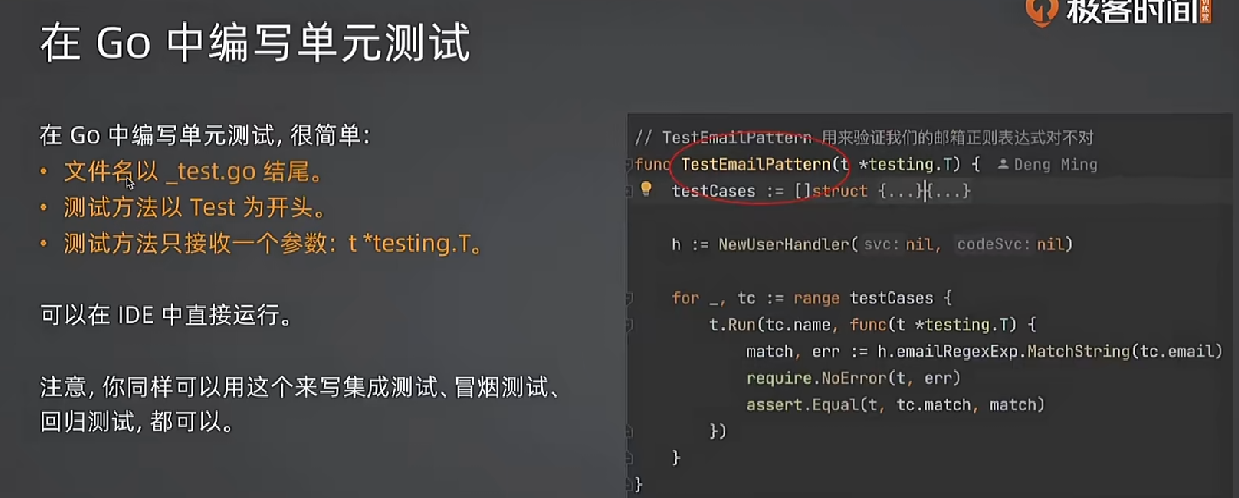 在 Go 中编写单元测试
极客时间
在 Go 中编写单元测试, 很简单:
• 文件名以 _test.go 结尾。
• 测试方法以 Test 为开头。
• 测试方法只接收一个参数: t *testing.T。
可以在 IDE 中直接运行。
注意, 你同样可以用这个来写集成测试、冒烟测试、
回归测试, 都可以。
// TestEmailPattern 用来验证我们的邮箱正则表达式对不对
func TestEmailPattern(t *testing.T) { Deng Ming
testCases := []struct {...}{...}
h := NewUserHandler( svc: nil, codeSvc: nil)
for _, tc := range testCases {
t.Run(tc.name, func(t *testing.T) {
match, err := h.emailRegexExp.MatchString(tc.email)
require.NoError(t, err)
assert.Equal(t, tc.match, match)
})
}
}